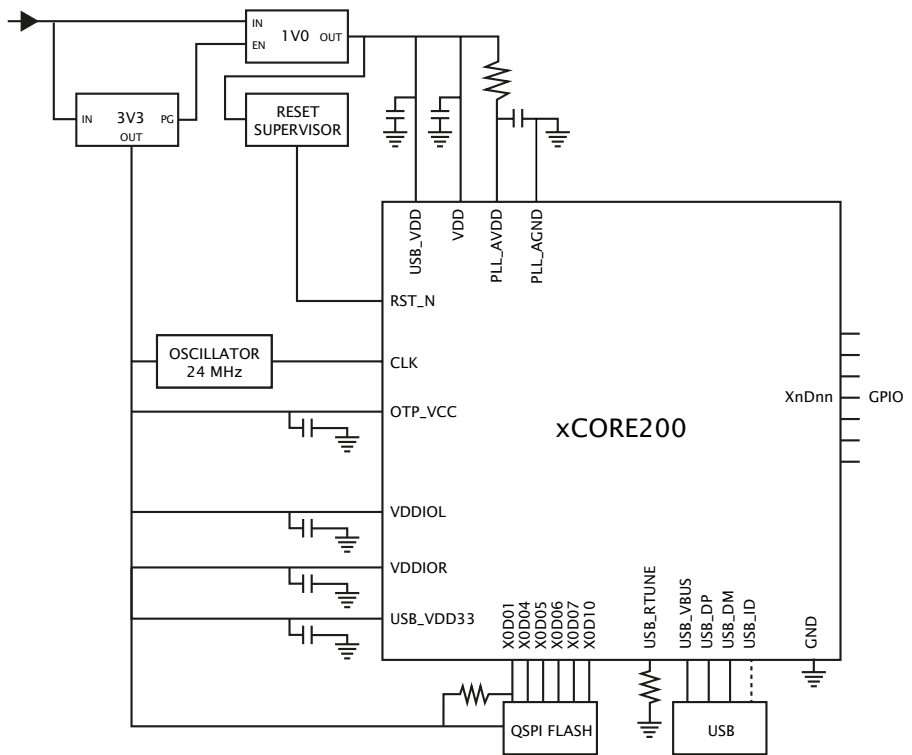 IN
EN
1V0
OUT
IN
3V3
PG
OUT
RESET
SUPERVISOR
USB_VDD
VDD
PLL_AVDD
PLL_AGND
RST_N
OSCILLATOR
24 MHz
CLK
OTP_VCC
XnDnn
GPIO
xCORE200
VDDIOL
VDDIOR
USB_VDD33
X0D01
X0D04
X0D05
X0D06
X0D07
X0D10
USB_RTUNE
USB_VBUS
USB_DP
USB_DM
USB_ID
GND
QSPI FLASH
USB